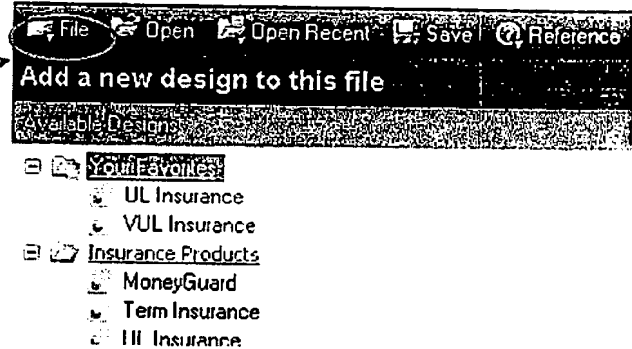 File Open Open Recent Save Reference
Add a new design to this file
Available Designs
Your Favorites
UL Insurance
VUL Insurance
Insurance Products
MoneyGuard
Term Insurance
UL Insurance